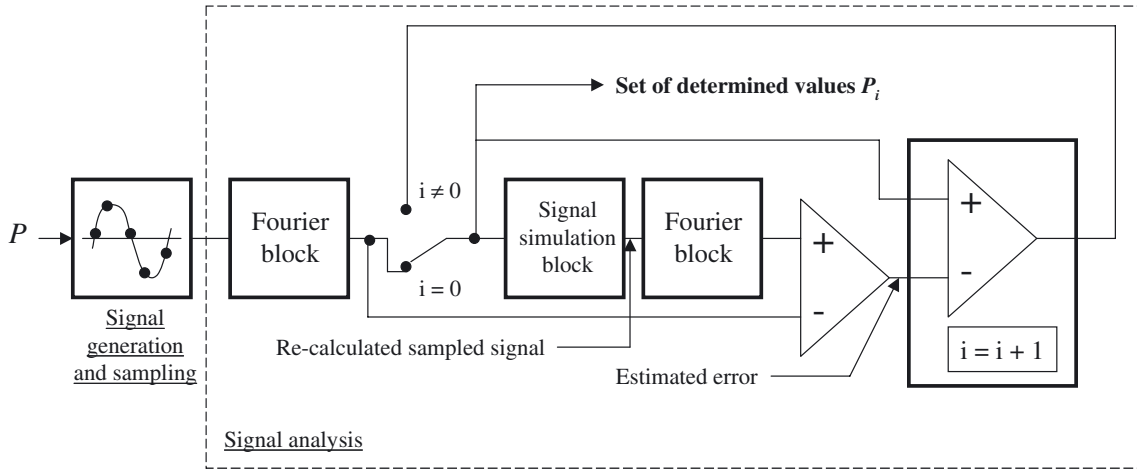 Set of determined values Pᵢ
i ≠ 0
P
Fourier
block
Signal
simulation
block
Fourier
block
+
-
+
-
i = 0
i = i + 1
Signal
generation
and sampling
Re-calculated sampled signal
Estimated error
Signal analysis